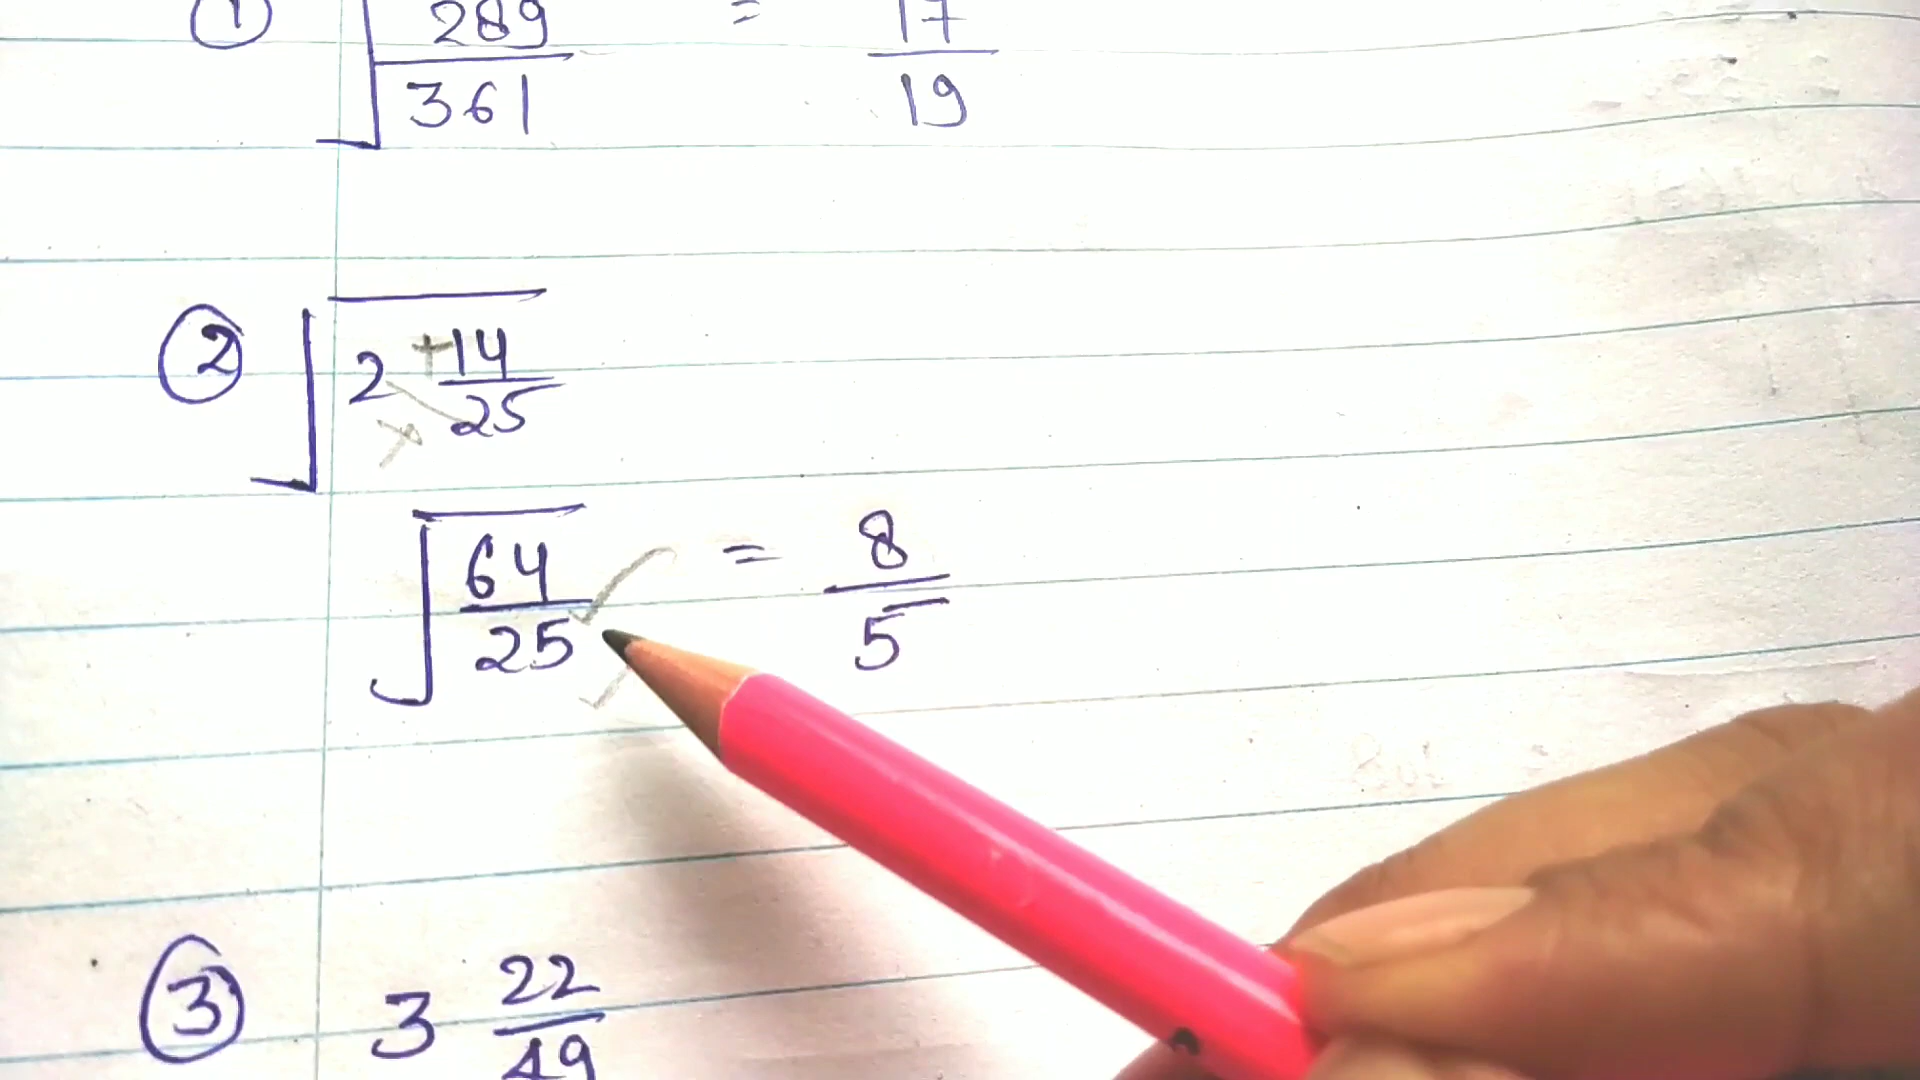 ① √289/361 = 17/19
② √2 + 14/25
×
√64/25 = 8/5
③ 3 22/49